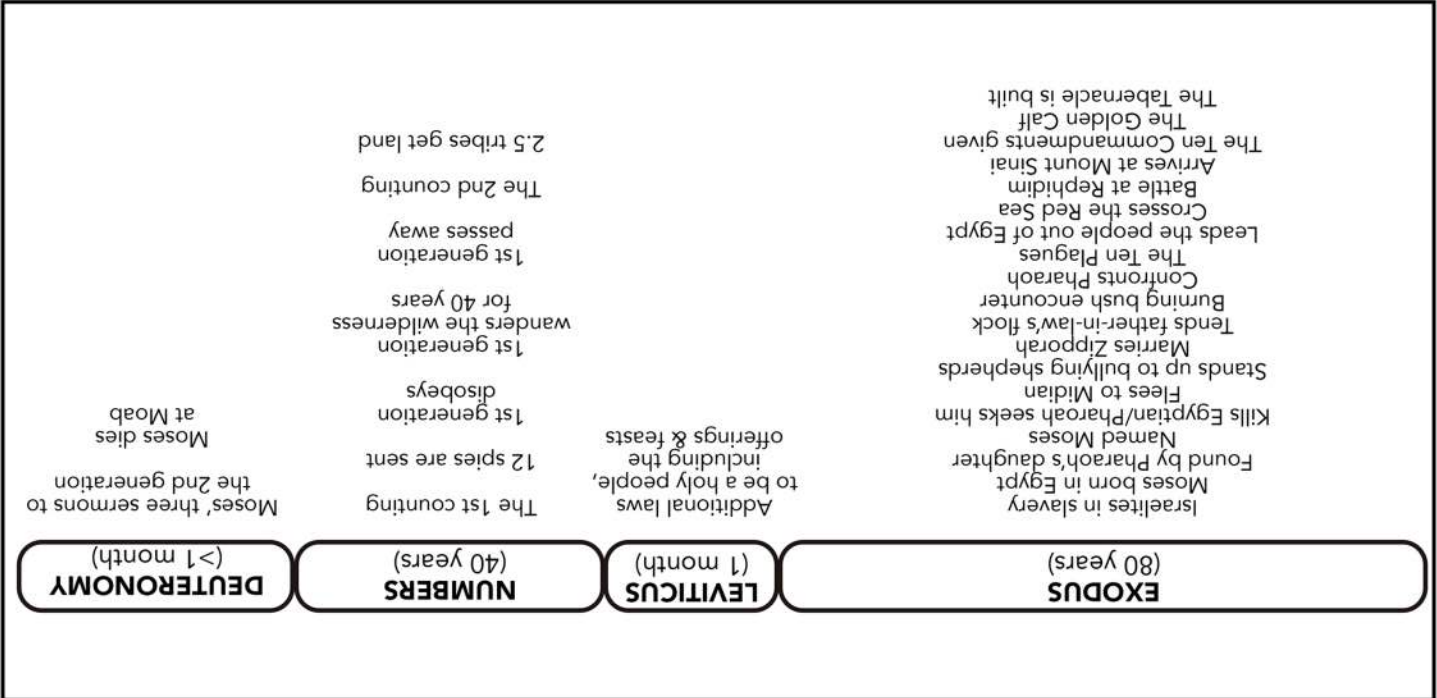 EXODUS
(80 years)
Israelites in slavery
Moses born in Egypt
Found by Pharaoh's daughter
Named Moses
Kills Egyptian/Pharoah seeks him
Flees to Midian
Stands up to bullying shepherds
Marries Zipporah
Tends father-in-law's flock
Burning bush encounter
Confronts Pharaoh
The Ten Plagues
Leads the people out of Egypt
Crosses the Red Sea
Battle at Rephidim
Arrives at Mount Sinai
The Ten Commandments given
The Golden Calf
The Tabernacle is built
LEVITICUS
(1 month)
Additional laws
to be a holy people,
including the
offerings & feasts
NUMBERS
(40 years)
The 1st counting
12 spies are sent
1st generation
disobeys
1st generation
wanders the wilderness
for 40 years
1st generation
passes away
The 2nd counting
2.5 tribes get land
DEUTERONOMY
(>1 month)
Moses' three sermons to
the 2nd generation
Moses dies
at Moab